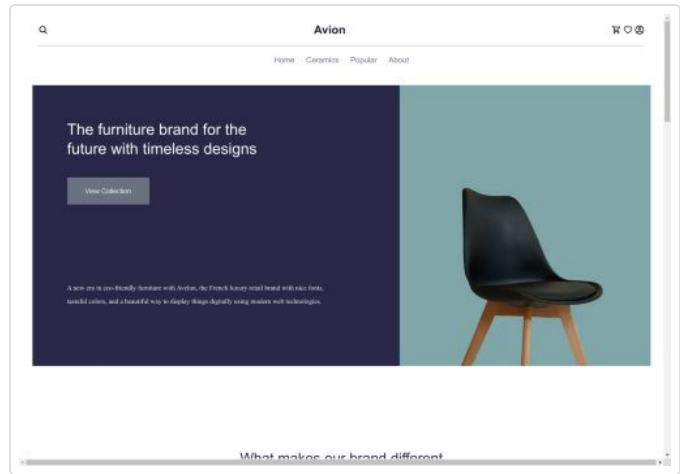 Avion
Home Ceramics Popular About
The furniture brand for the
future with timeless designs
View Collection
A new era in eco-friendly furniture with Avelon, the French luxury retail brand with nice fonts,
tasteful colors, and a beautiful way to display things digitally using modern web technologies.
What makes our brand different